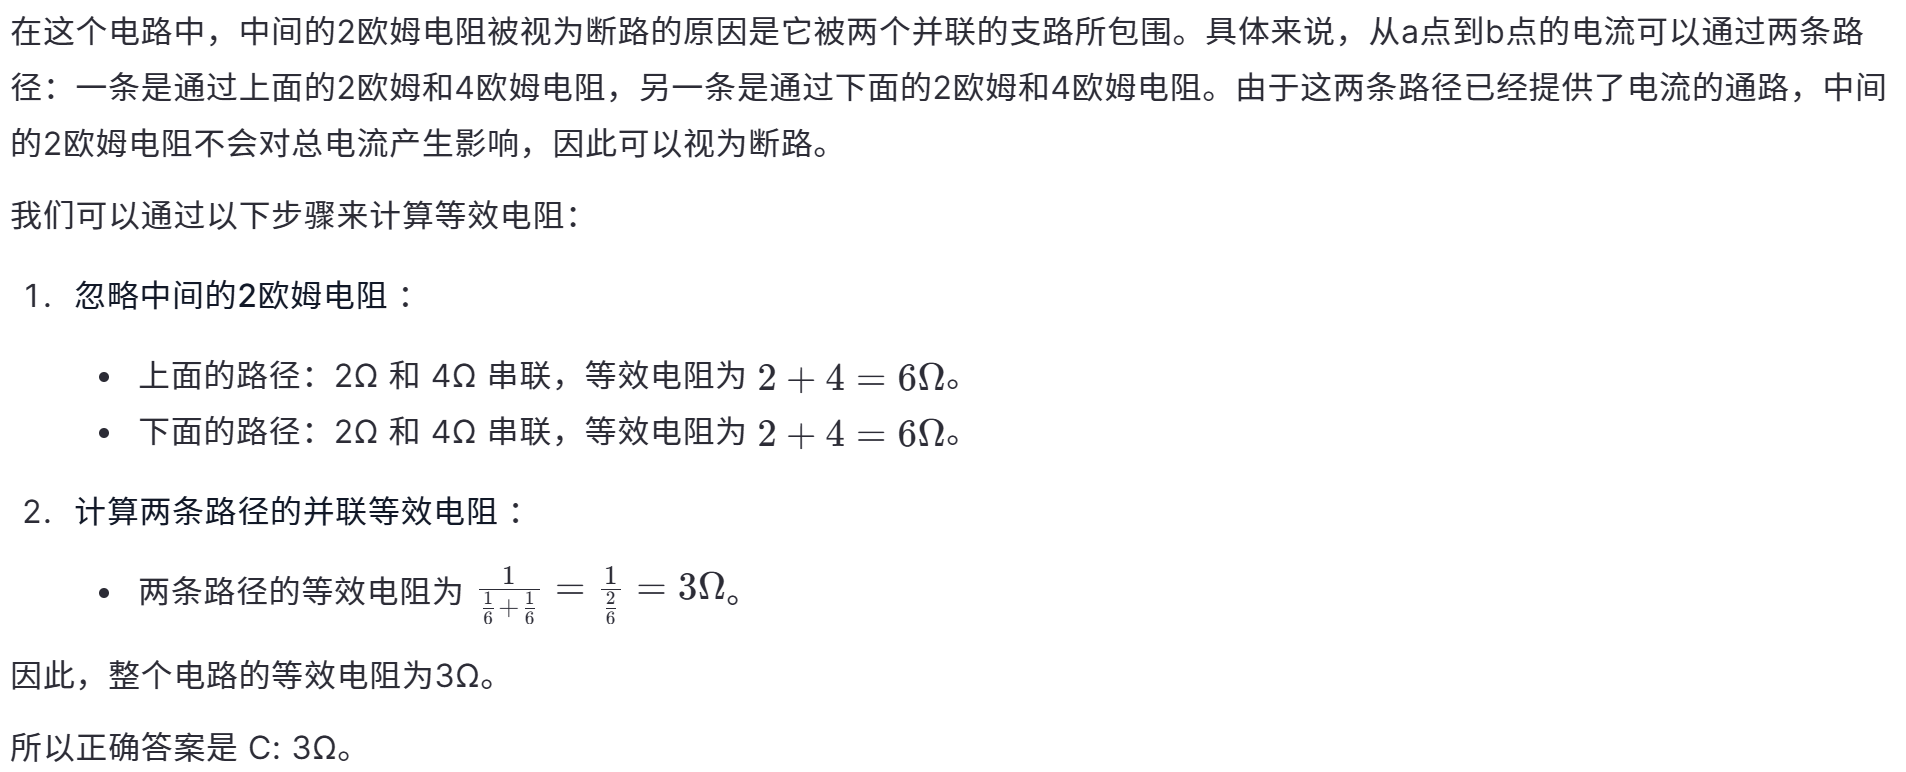 在这个电路中，中间的2欧姆电阻被视为断路的原因是它被两个并联的支路所包围。具体来说，从a点到b点的电流可以通过两条路
径：一条是通过上面的2欧姆和4欧姆电阻，另一条是通过下面的2欧姆和4欧姆电阻。由于这两条路径已经提供了电流的通路，中间
的2欧姆电阻不会对总电流产生影响，因此可以视为断路。
我们可以通过以下步骤来计算等效电阻：
1. 忽略中间的2欧姆电阻：
• 上面的路径：2Ω 和 4Ω 串联，等效电阻为 2 + 4 = 6Ω。
• 下面的路径：2Ω 和 4Ω 串联，等效电阻为 2 + 4 = 6Ω。
2. 计算两条路径的并联等效电阻：
• 两条路径的等效电阻为 $\frac{1}{\frac{1}{6}+\frac{1}{6}} = \frac{1}{\frac{2}{6}} = 3Ω$。
因此，整个电路的等效电阻为3Ω。
所以正确答案是 C: 3Ω。